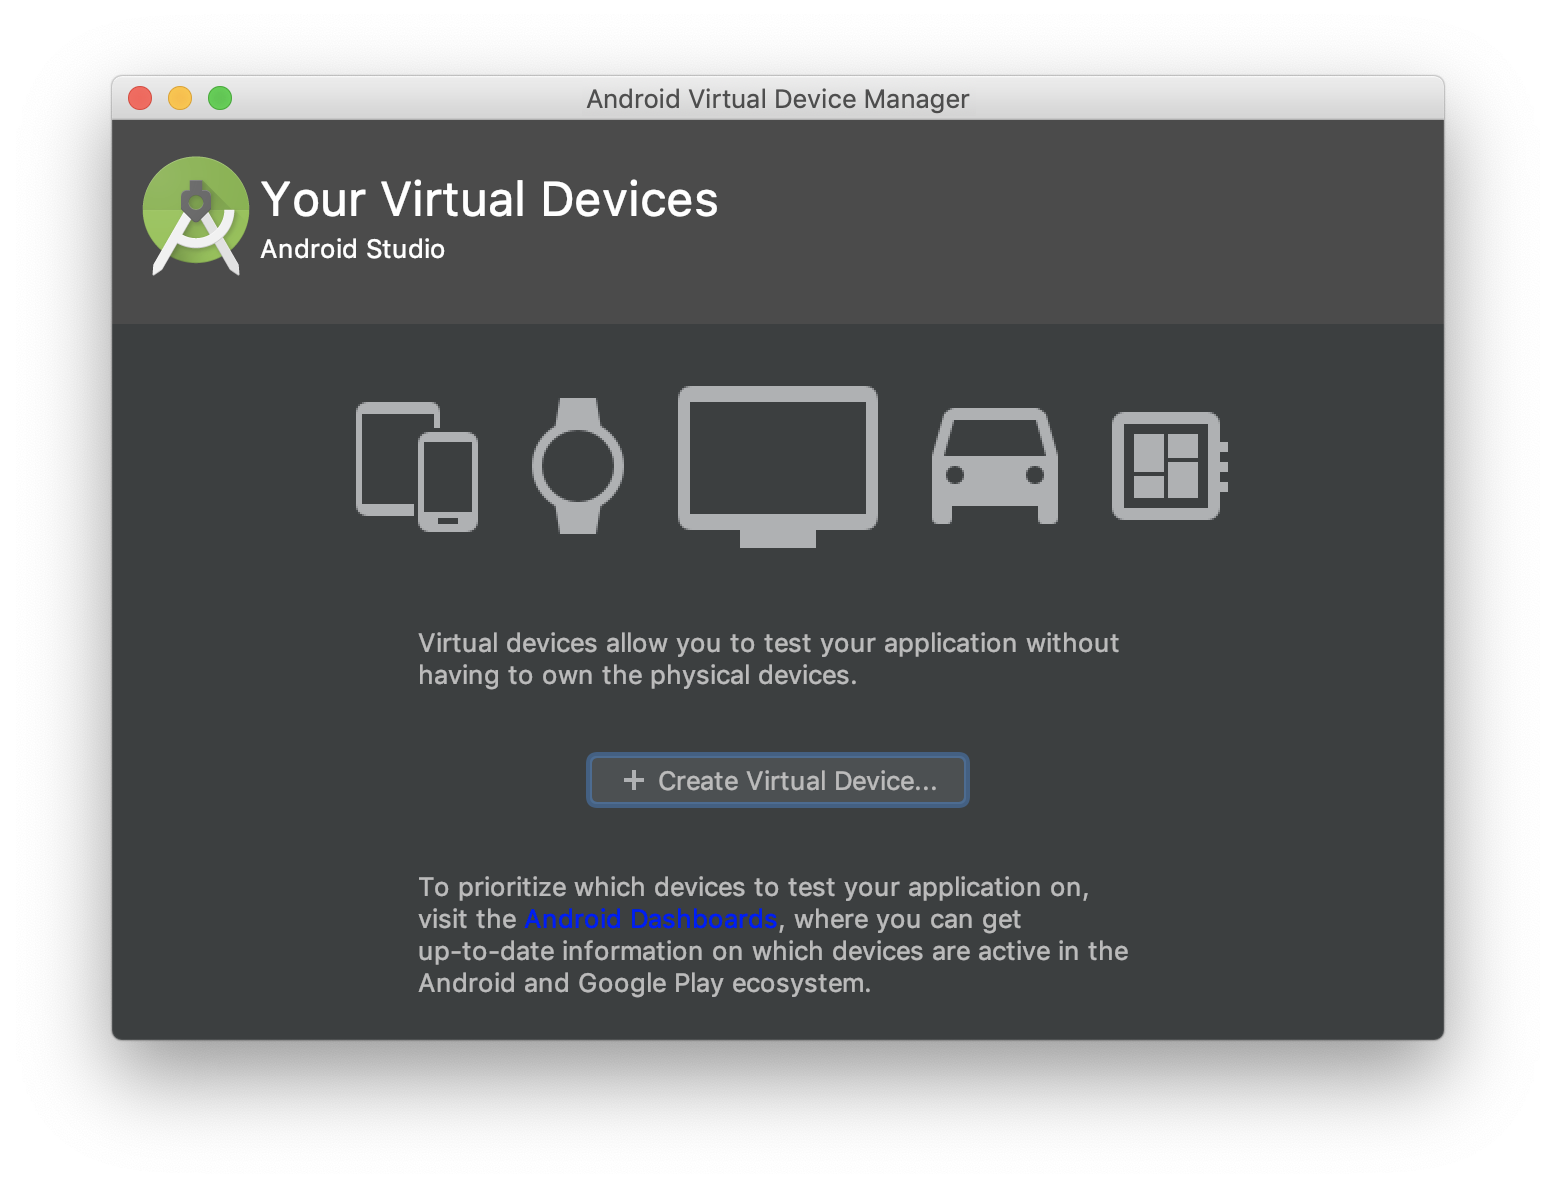 Android Virtual Device Manager
Your Virtual Devices
Android Studio
Virtual devices allow you to test your application without
having to own the physical devices.
+ Create Virtual Device...
To prioritize which devices to test your application on,
visit the Android Dashboards, where you can get
up-to-date information on which devices are active in the
Android and Google Play ecosystem.